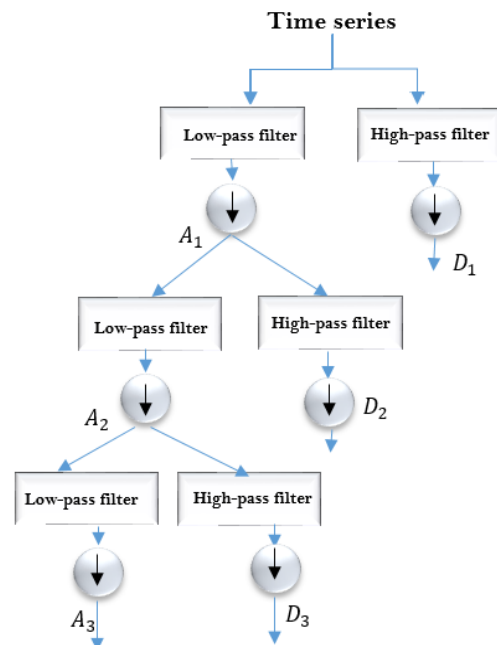 Time series
Low-pass filter
High-pass filter
A₁
D₁
Low-pass filter
High-pass filter
A₂
D₂
Low-pass filter
High-pass filter
A₃
D₃